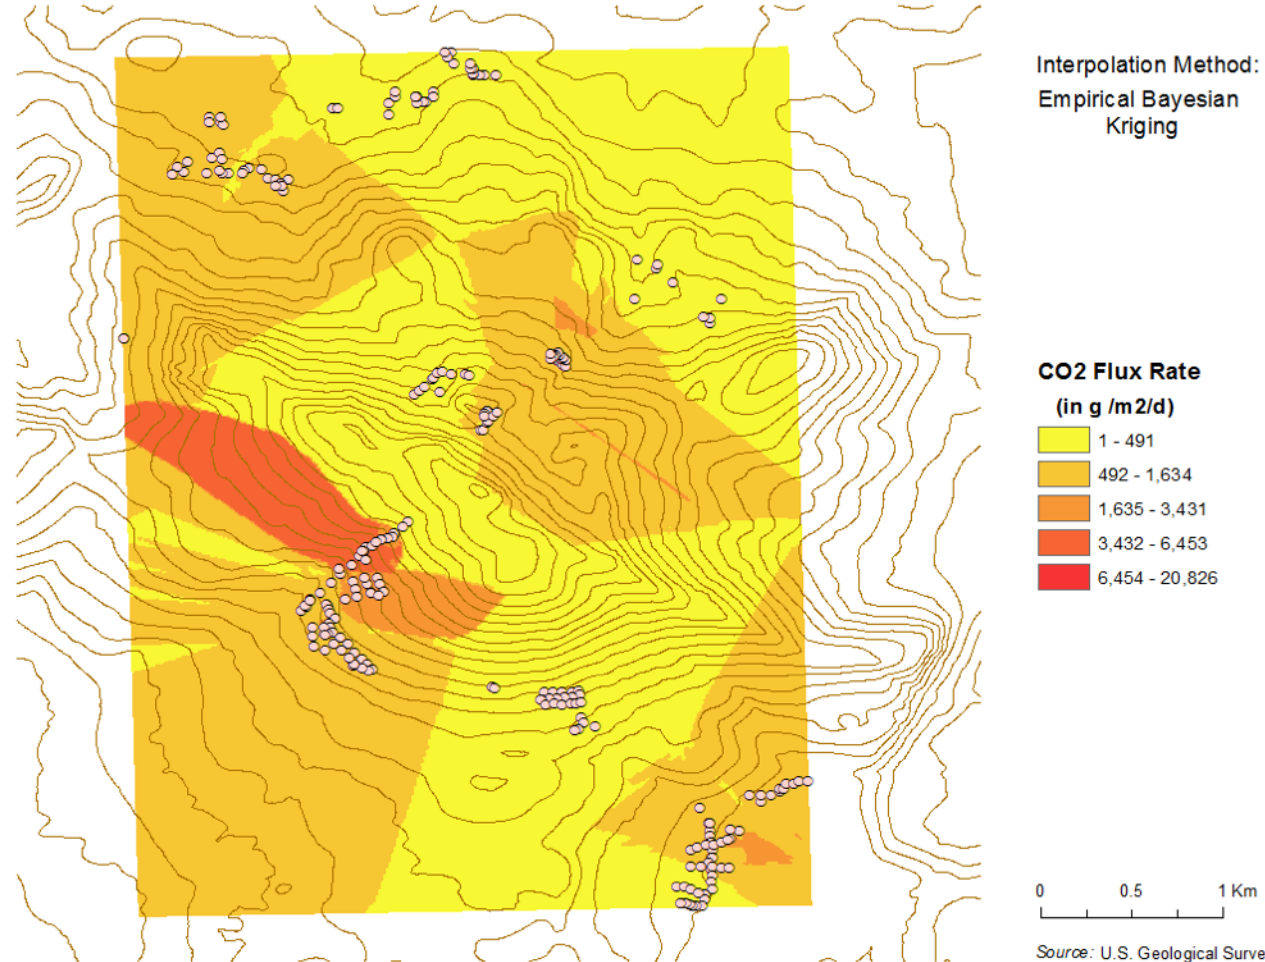 Interpolation Method:
Empirical Bayesian
Kriging
CO2 Flux Rate
(in g /m2/d)
1 - 491
492 - 1,634
1,635 - 3,431
3,432 - 6,453
6,454 - 20,826
0 0.5 1 Km
Source: U.S. Geological Surve